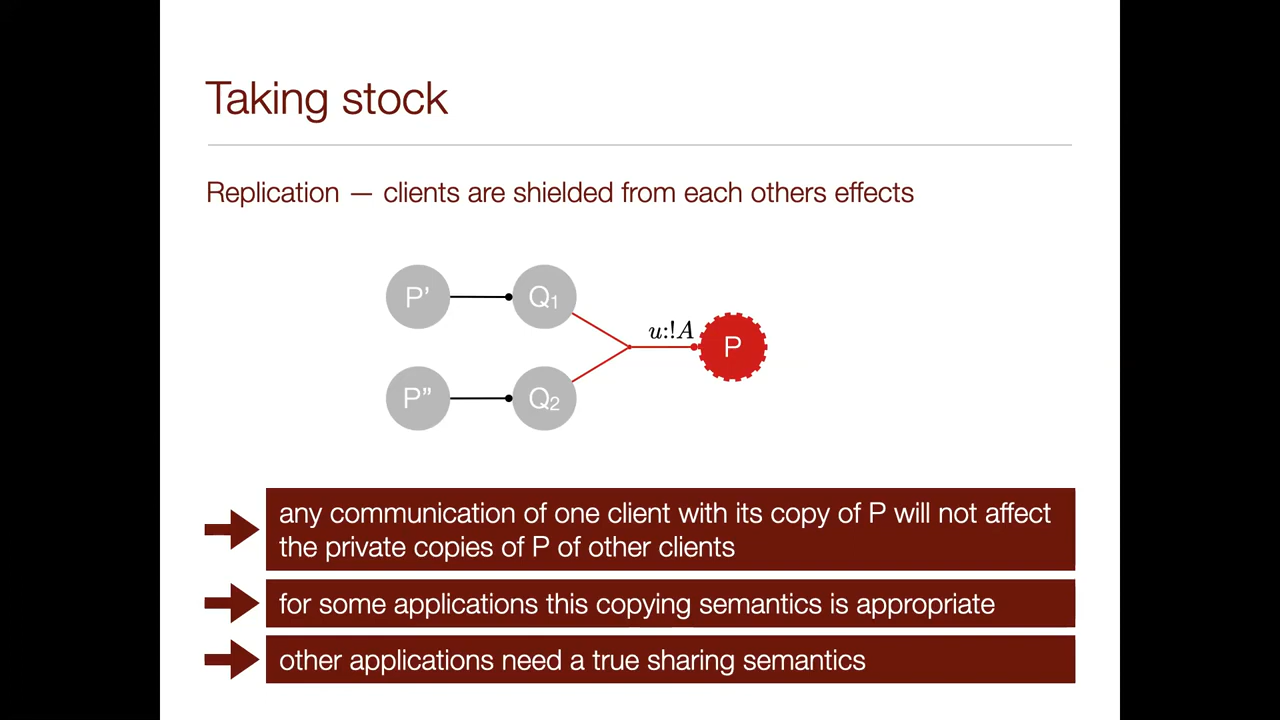 Taking stock
Replication — clients are shielded from each others effects
P’
Q₁
u:!A
P
P”
Q₂
any communication of one client with its copy of P will not affect
the private copies of P of other clients
for some applications this copying semantics is appropriate
other applications need a true sharing semantics